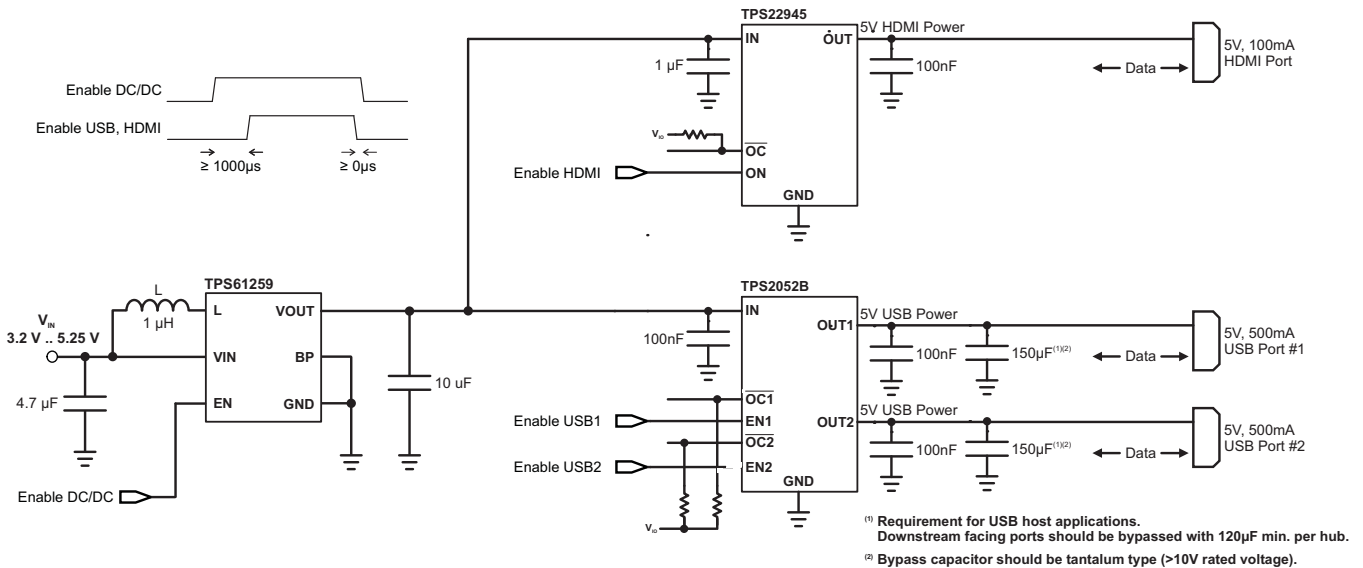 TPS22945
IN
OUT
5V HDMI Power
1 µF
100nF
Data
5V, 100mA
HDMI Port
Enable DC/DC
Enable USB, HDMI
≥ 1000µs
≥ 0µs
V_IO
OC
Enable HDMI
ON
GND
TPS61259
L
1 µH
L
VOUT
V_IN
3.2 V .. 5.25 V
VIN
BP
4.7 µF
EN
GND
10 uF
Enable DC/DC
TPS2052B
IN
100nF
OUT1
5V USB Power
100nF
150µF(1)(2)
Data
5V, 500mA
USB Port #1
OC1
Enable USB1
EN1
OC2
Enable USB2
EN2
OUT2
5V USB Power
100nF
150µF(1)(2)
Data
5V, 500mA
USB Port #2
GND
V_IO
(1) Requirement for USB host applications.
Downstream facing ports should be bypassed with 120µF min. per hub.
(2) Bypass capacitor should be tantalum type (>10V rated voltage).